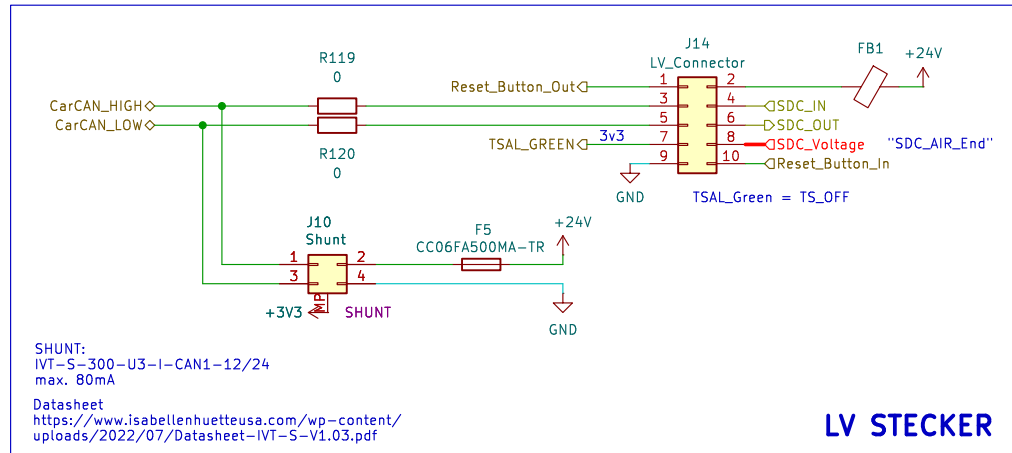 J14
LV_Connector
FB1
+24V
R119
0
Reset_Button_Out
1
2
CarCAN_HIGH
3
4
SDC_IN
CarCAN_LOW
5
6
SDC_OUT
TSAL_GREEN
3v3
7
8
SDC_Voltage
"SDC_AIR_End"
R120
0
9
10
Reset_Button_In
GND
TSAL_Green = TS_OFF
J10
Shunt
F5
CC06FA500MA-TR
+24V
1
2
3
4
MP
+3V3
SHUNT
GND
SHUNT:
IVT-S-300-U3-I-CAN1-12/24
max. 80mA
Datasheet
https://www.isabellenhuetteusa.com/wp-content/
uploads/2022/07/Datasheet-IVT-S-V1.03.pdf
LV STECKER